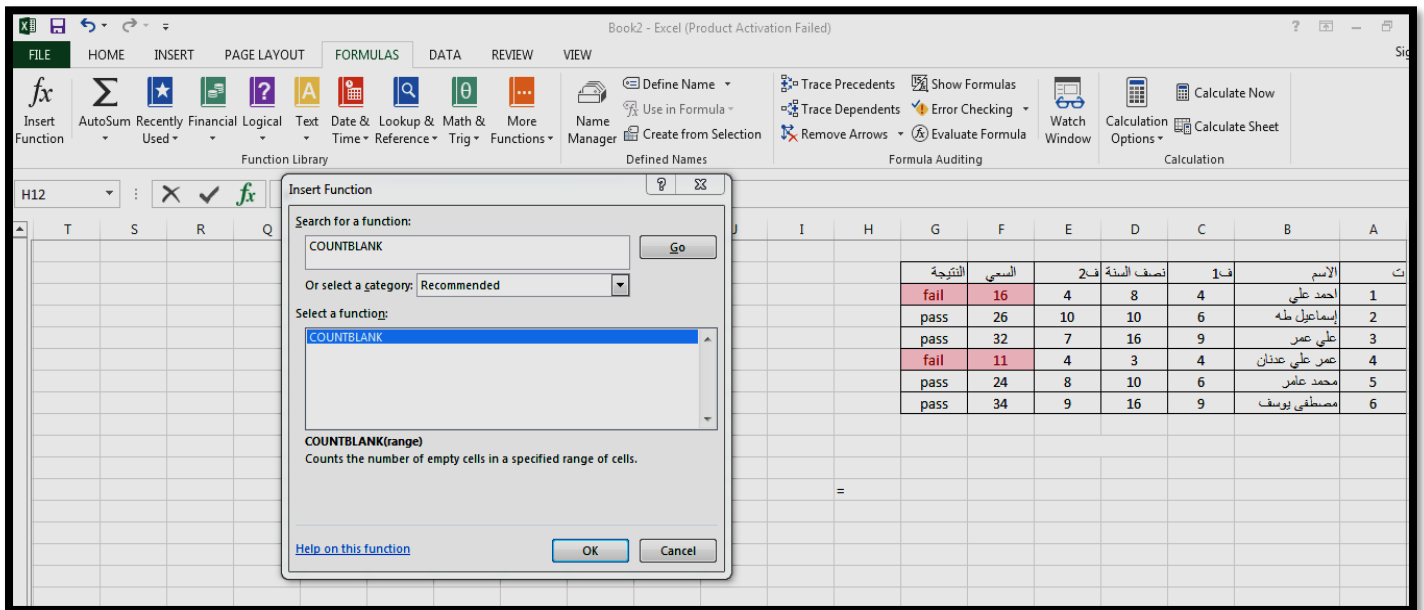 Book2 - Excel (Product Activation Failed)
FILE HOME INSERT PAGE LAYOUT FORMULAS DATA REVIEW VIEW
Insert Function
AutoSum
Recently Used
Financial
Logical
Text
Date & Time
Lookup & Reference
Math & Trig
More Functions
Function Library
Name Manager
Define Name
Use in Formula
Create from Selection
Defined Names
Trace Precedents
Trace Dependents
Remove Arrows
Show Formulas
Error Checking
Evaluate Formula
Formula Auditing
Watch Window
Calculation Options
Calculate Now
Calculate Sheet
Calculation
H12
Insert Function
Search for a function:
COUNTBLANK
Go
Or select a category: Recommended
Select a function:
COUNTBLANK
COUNTBLANK(range)
Counts the number of empty cells in a specified range of cells.
Help on this function
OK Cancel
T S R Q J I H G F E D C B A
ت الاسم ف1 نصف السنة ف2 السعي النتيجة
1 احمد علي 4 8 4 16 fail
2 إسماعيل طه 6 10 10 26 pass
3 علي عمر 9 16 7 32 pass
4 عمر علي عدنان 4 3 4 11 fail
5 محمد عامر 6 10 8 24 pass
6 مصطفى يوسف 9 16 9 34 pass
=